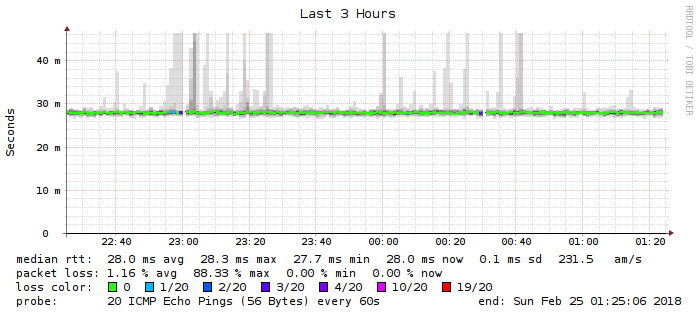 Last 3 Hours
RRDTOOL / TOBI OETIKER
Seconds
40 m
30 m
20 m
10 m
0
22:40 23:00 23:20 23:40 00:00 00:20 00:40 01:00 01:20
median rtt: 28.0 ms avg 28.3 ms max 27.7 ms min 28.0 ms now 0.1 ms sd 231.5 am/s
packet loss: 1.16 % avg 88.33 % max 0.00 % min 0.00 % now
loss color: 0 1/20 2/20 3/20 4/20 10/20 19/20
probe: 20 ICMP Echo Pings (56 Bytes) every 60s end: Sun Feb 25 01:25:06 2018